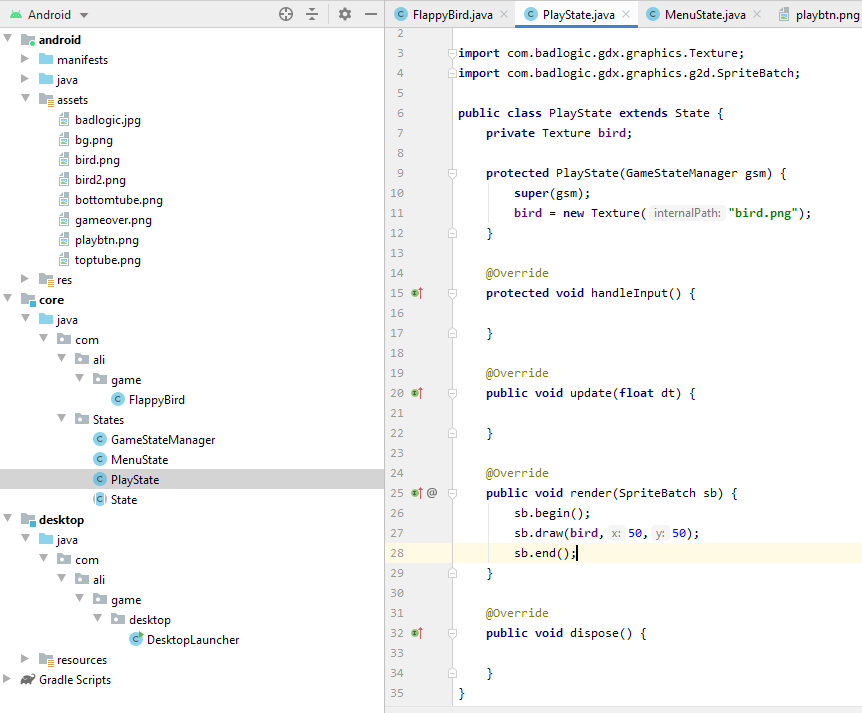 Android
android
manifests
java
assets
badlogic.jpg
bg.png
bird.png
bird2.png
bottomtube.png
gameover.png
playbtn.png
toptube.png
res
core
java
com
ali
game
FlappyBird
States
GameStateManager
MenuState
PlayState
State
desktop
java
com
ali
game
desktop
DesktopLauncher
resources
Gradle Scripts
FlappyBird.java PlayState.java MenuState.java playbtn.png
2
3 import com.badlogic.gdx.graphics.Texture;
4 import com.badlogic.gdx.graphics.g2d.SpriteBatch;
5
6 public class PlayState extends State {
7 private Texture bird;
8
9 protected PlayState(GameStateManager gsm) {
10 super(gsm);
11 bird = new Texture( internalPath: "bird.png");
12 }
13
14 @Override
15 protected void handleInput() {
16
17 }
18
19 @Override
20 public void update(float dt) {
21
22 }
23
24 @Override
25 @ public void render(SpriteBatch sb) {
26 sb.begin();
27 sb.draw(bird, x: 50, y: 50);
28 sb.end();
29 }
30
31 @Override
32 public void dispose() {
33
34 }
35 }